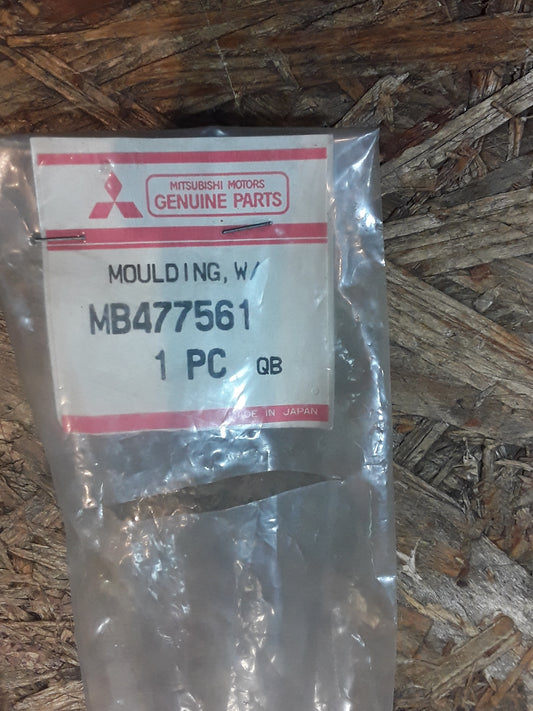 MITSUBISHI MOTORS
GENUINE PARTS
MOULDING, W/
MB477561
1 PC QB
MADE IN JAPAN